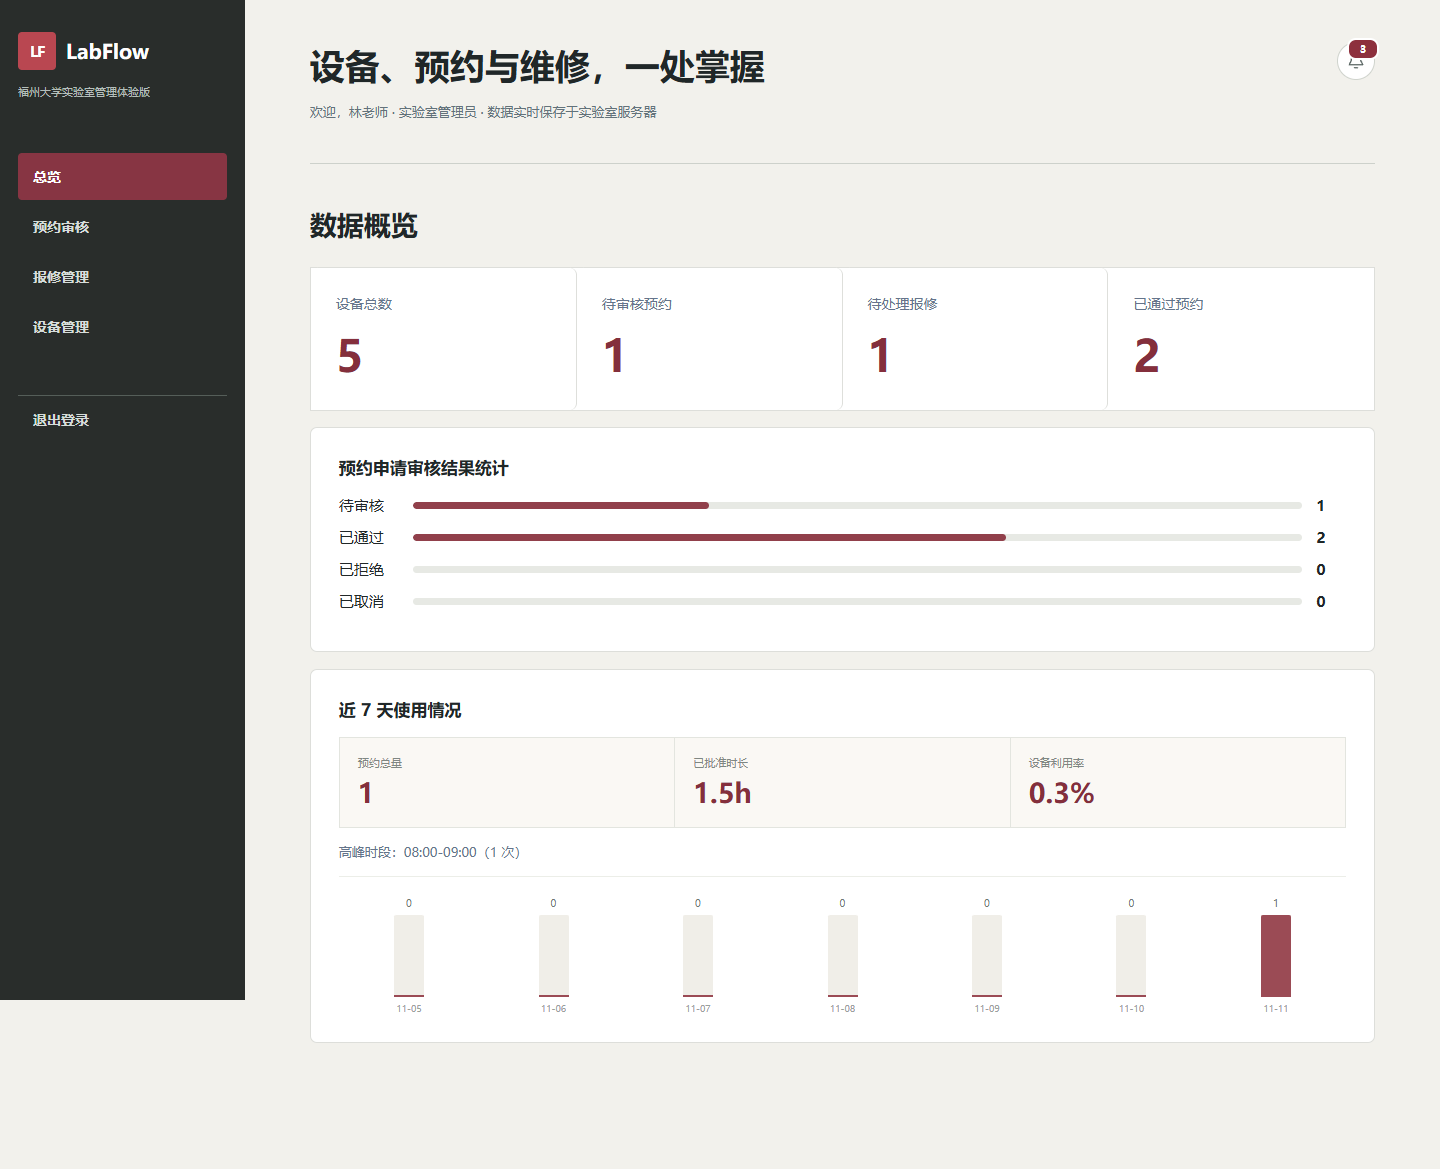 LF LabFlow
福州大学实验室管理体验版
总览
预约审核
报修管理
设备管理
退出登录
设备、预约与维修，一处掌握
欢迎，林老师 · 实验室管理员 · 数据实时保存于实验室服务器
3
数据概览
设备总数 待审核预约 待处理报修 已通过预约
5 1 1 2
预约申请审核结果统计
待审核 1
已通过 2
已拒绝 0
已取消 0
近 7 天使用情况
预约总量 已批准时长 设备利用率
1 1.5h 0.3%
高峰时段：08:00-09:00（1 次）
0 0 0 0 0 0 1
11-05 11-06 11-07 11-08 11-09 11-10 11-11